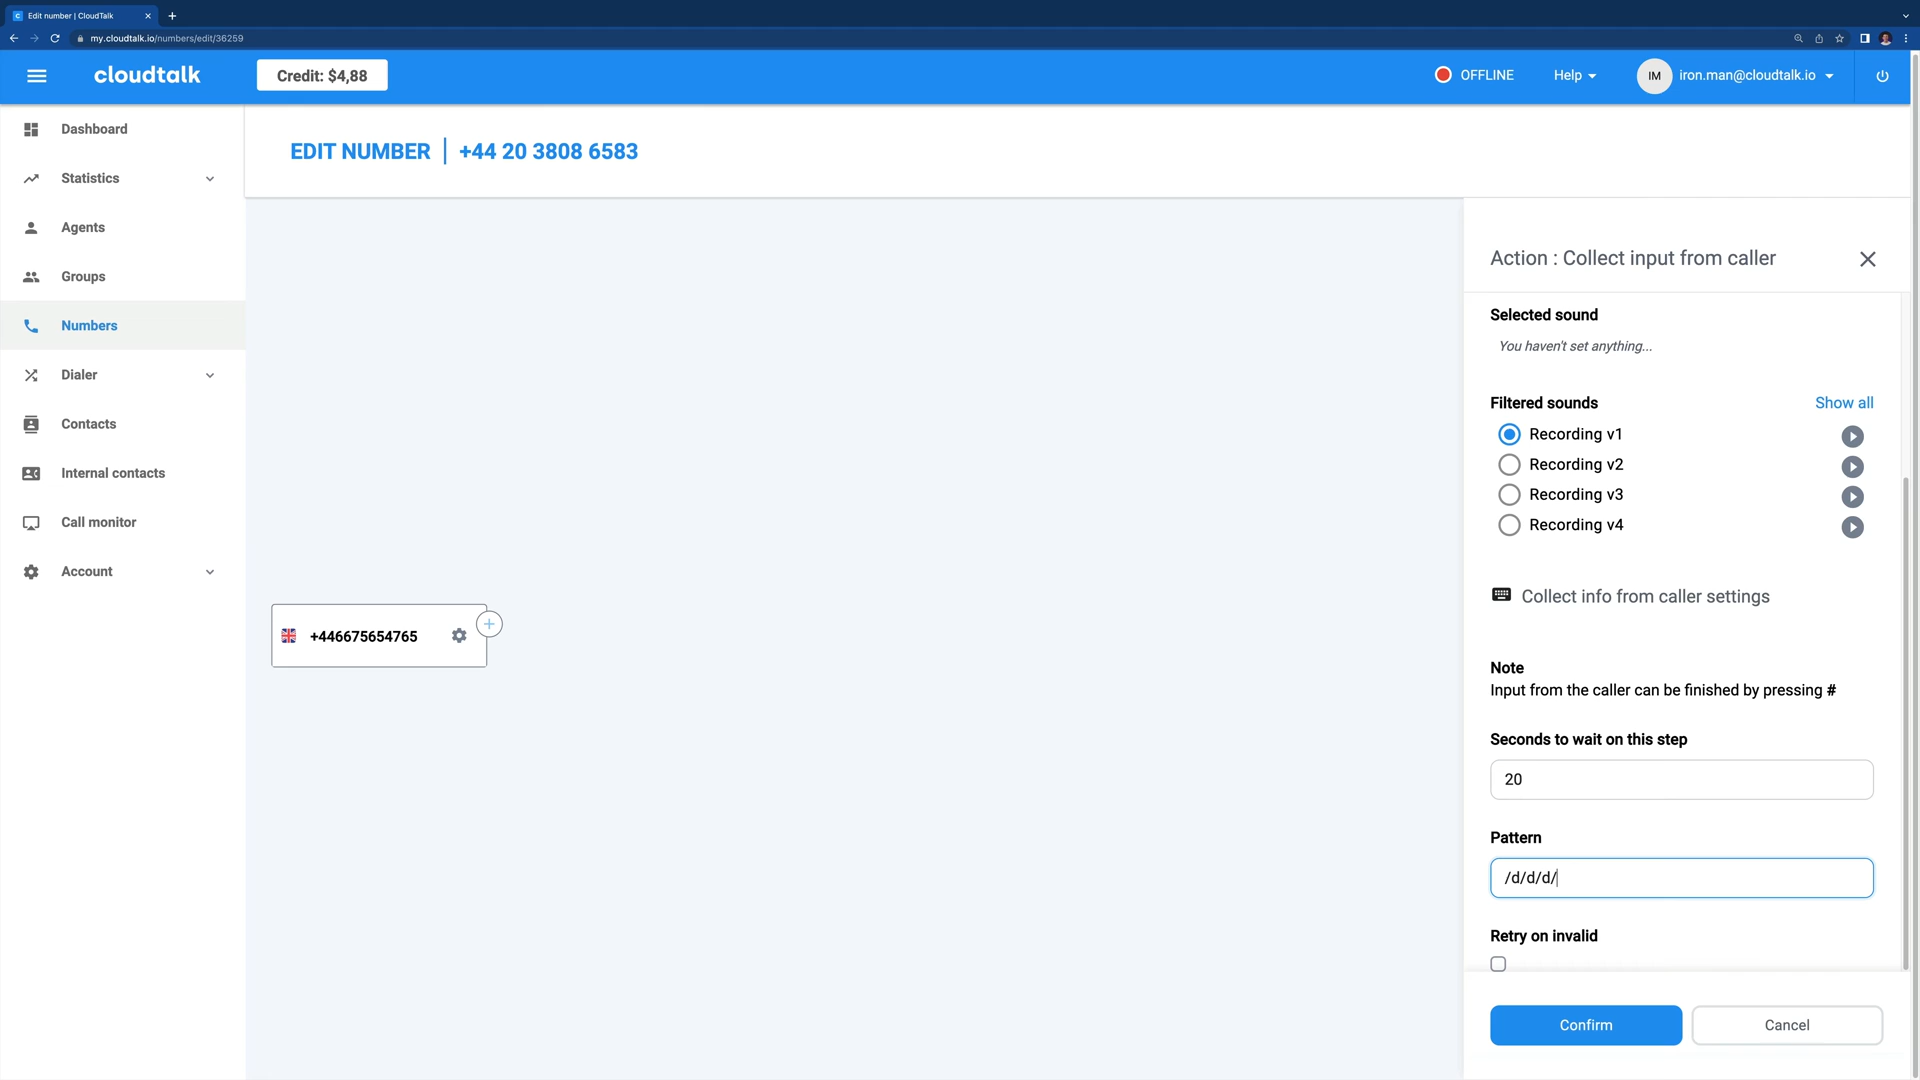 Edit number | CloudTalk
my.cloudtalk.io/numbers/edit/36259
cloudtalk
Credit: $4,88
OFFLINE
Help
IM
iron.man@cloudtalk.io
Dashboard
Statistics
Agents
Groups
Numbers
Dialer
Contacts
Internal contacts
Call monitor
Account
EDIT NUMBER | +44 20 3808 6583
+446675654765
Action : Collect input from caller
Selected sound
You haven't set anything...
Filtered sounds
Show all
Recording v1
Recording v2
Recording v3
Recording v4
Collect info from caller settings
Note
Input from the caller can be finished by pressing #
Seconds to wait on this step
20
Pattern
/d/d/d/
Retry on invalid
Confirm
Cancel